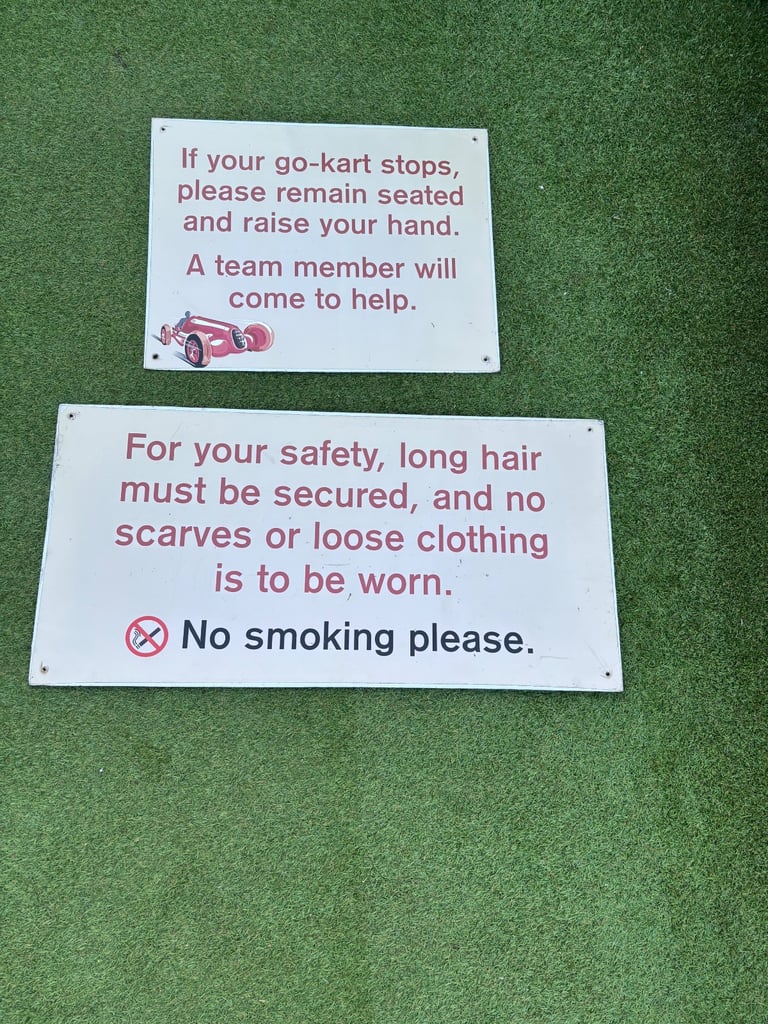 If your go-kart stops,
please remain seated
and raise your hand.
A team member will
come to help.
For your safety, long hair
must be secured, and no
scarves or loose clothing
is to be worn.
No smoking please.